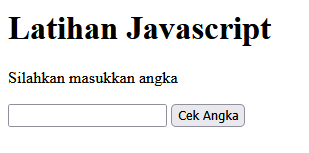 Latihan Javascript
Silahkan masukkan angka
Cek Angka